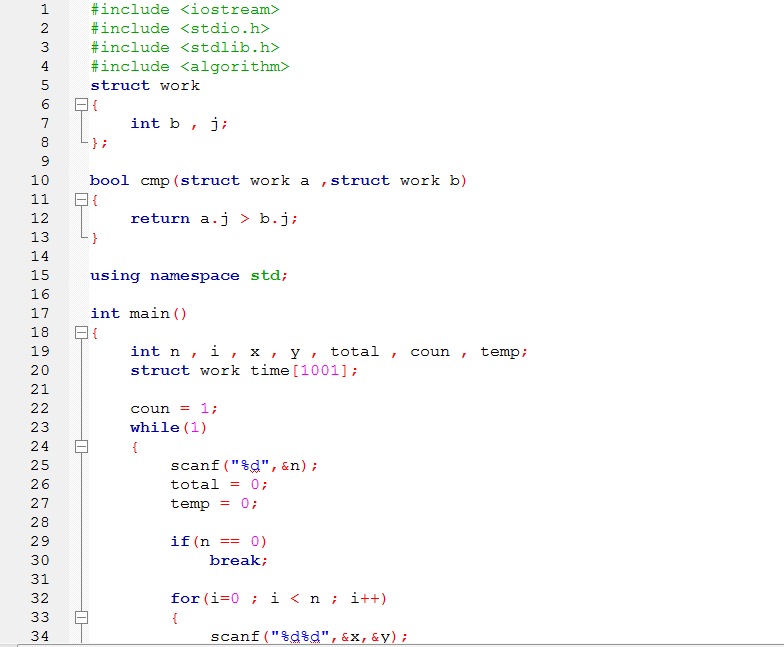 1 #include <iostream>
2 #include <stdio.h>
3 #include <stdlib.h>
4 #include <algorithm>
5 struct work
6 {
7 int b , j;
8 };
9
10 bool cmp(struct work a ,struct work b)
11 {
12 return a.j > b.j;
13 }
14
15 using namespace std;
16
17 int main()
18 {
19 int n , i , x , y , total , coun , temp;
20 struct work time[1001];
21
22 coun = 1;
23 while(1)
24 {
25 scanf("%d",&n);
26 total = 0;
27 temp = 0;
28
29 if(n == 0)
30 break;
31
32 for(i=0 ; i < n ; i++)
33 {
34 scanf("%d%d",&x,&y);